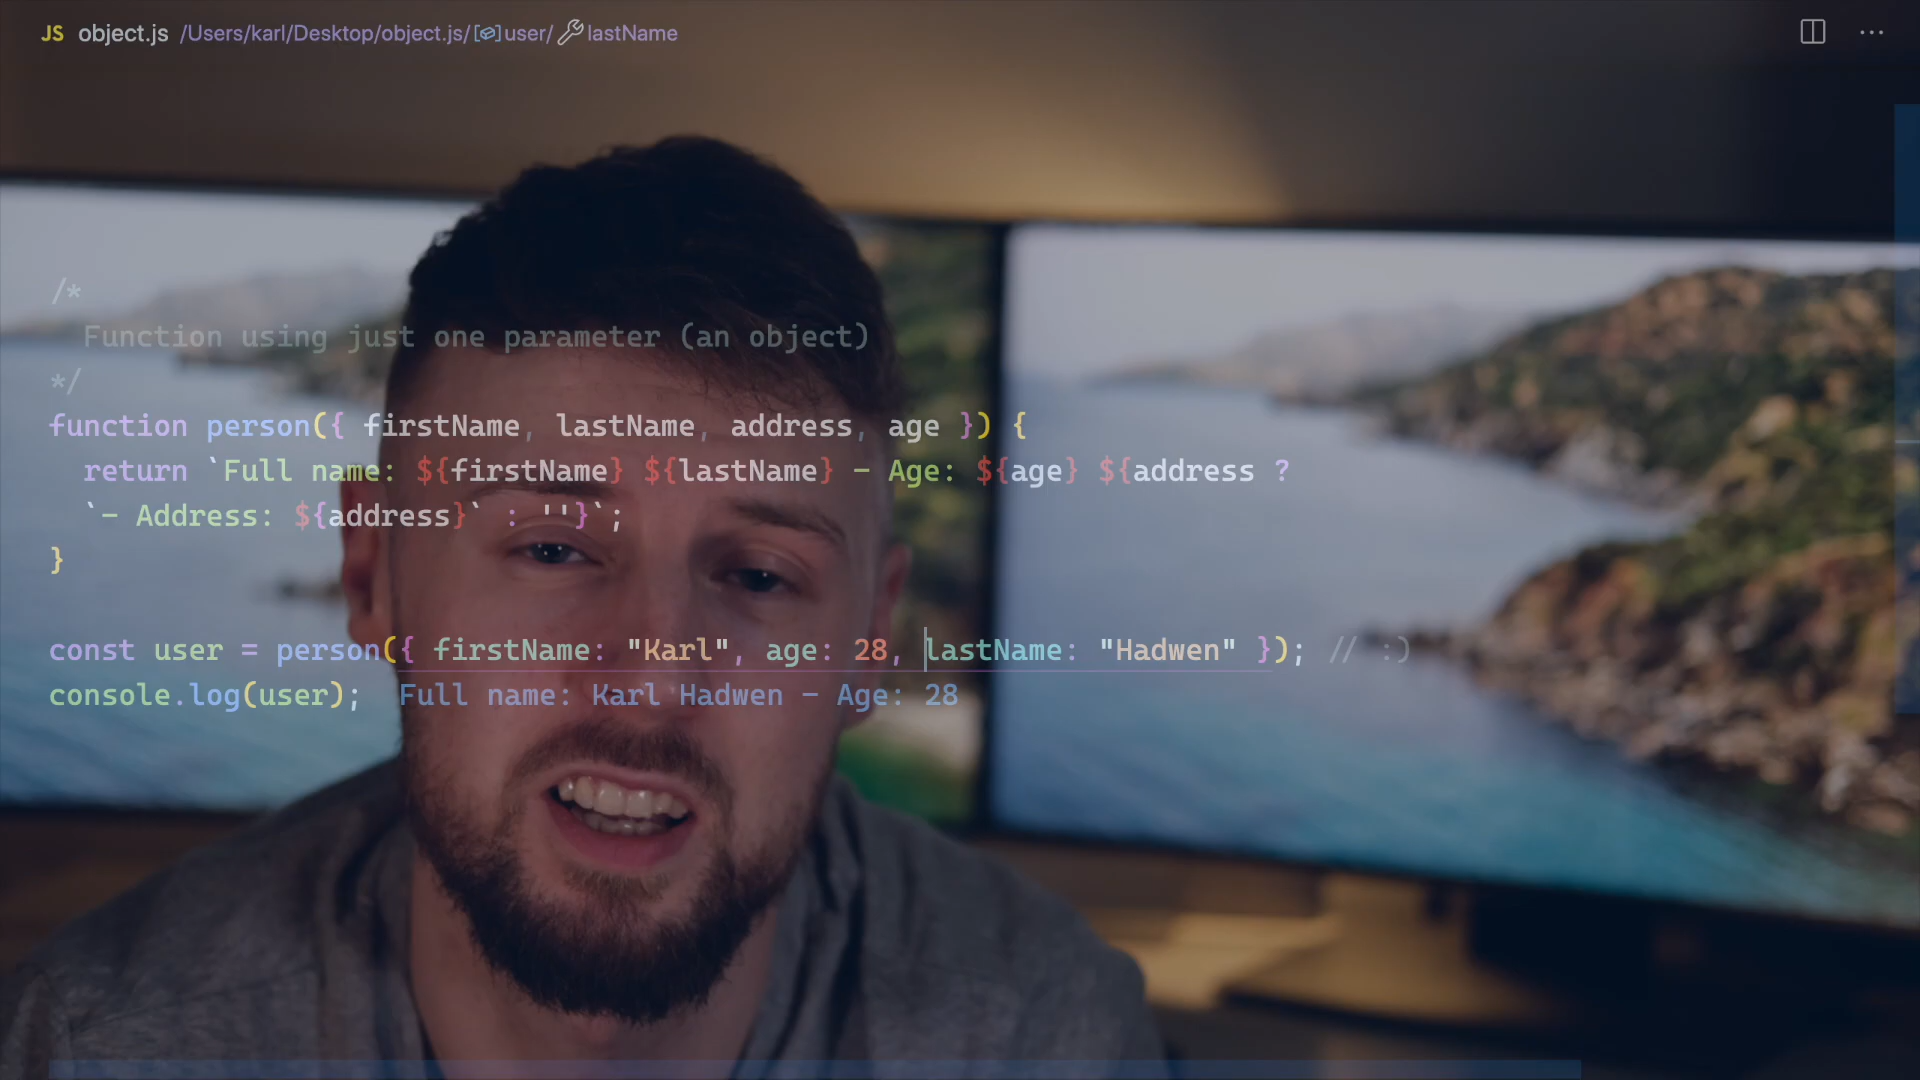 JS object.js /Users/karl/Desktop/object.js/user/lastName
/*
Function using just one parameter (an object)
*/
function person({ firstName, lastName, address, age }) {
return `Full name: ${firstName} ${lastName} - Age: ${age} ${address ?
`- Address: ${address}` : ''}`;
}
const user = person({ firstName: "Karl", age: 28, lastName: "Hadwen" }); // :)
console.log(user); Full name: Karl Hadwen - Age: 28